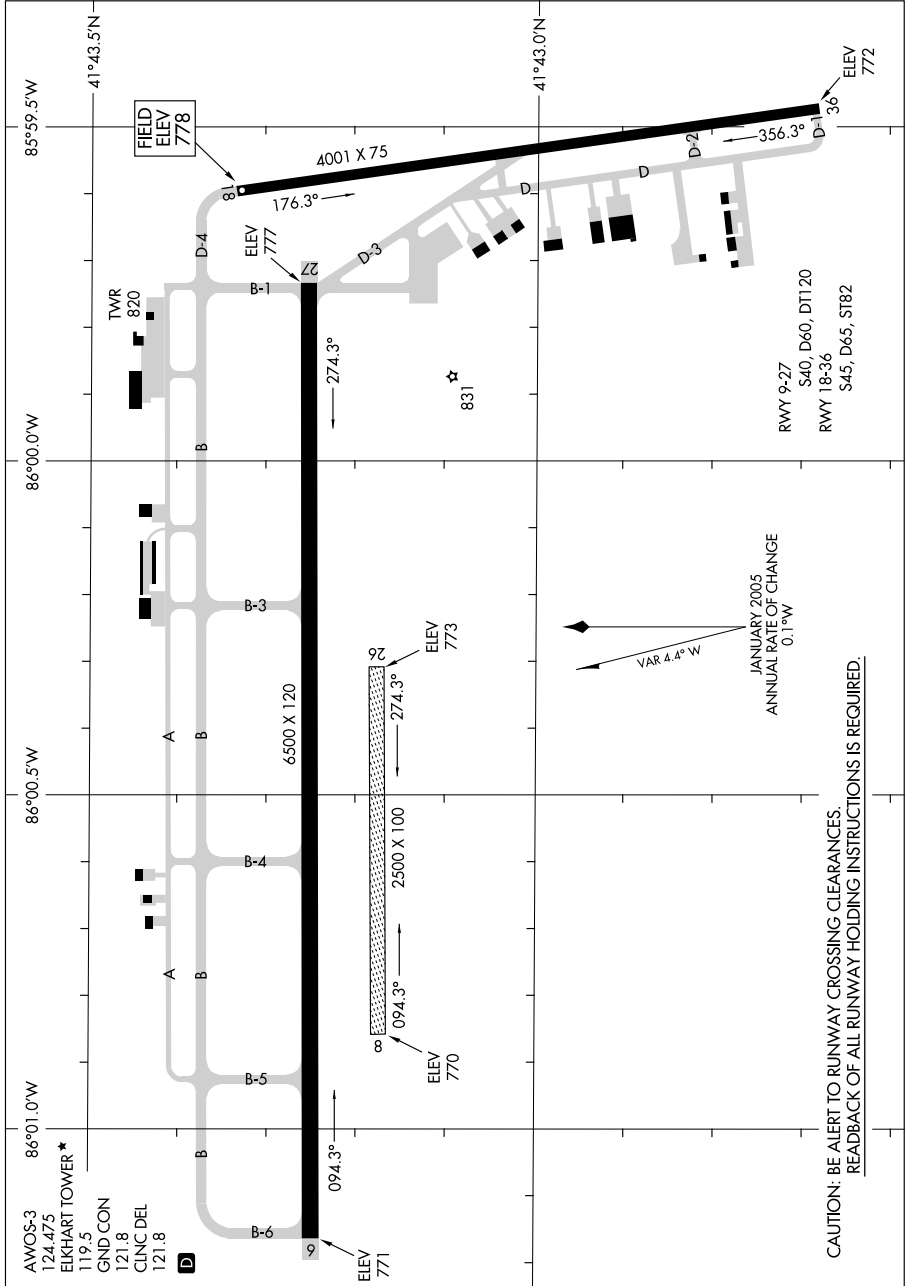 AWOS-3
124.475
ELKHART TOWER★
119.5
GND CON
121.8
CLNC DEL
121.8
D
86°01.0'W
86°00.5'W
86°00.0'W
85°59.5'W
41°43.5'N
41°43.0'N
FIELD
ELEV
778
TWR
820
A
A
B
B
B
B
B-6
B-5
B-4
B-3
B-1
D-4
D-3
D
D
D-2
D-1
9
27
ELEV
771
ELEV
777
6500 X 120
094.3°
274.3°
8
26
ELEV
770
ELEV
773
2500 X 100
094.3°
274.3°
18
36
4001 X 75
176.3°
356.3°
ELEV
772
831
RWY 9-27
S40, D60, DT120
RWY 18-36
S45, D65, ST82
VAR 4.4° W
JANUARY 2005
ANNUAL RATE OF CHANGE
0.1°W
CAUTION: BE ALERT TO RUNWAY CROSSING CLEARANCES.
READBACK OF ALL RUNWAY HOLDING INSTRUCTIONS IS REQUIRED.